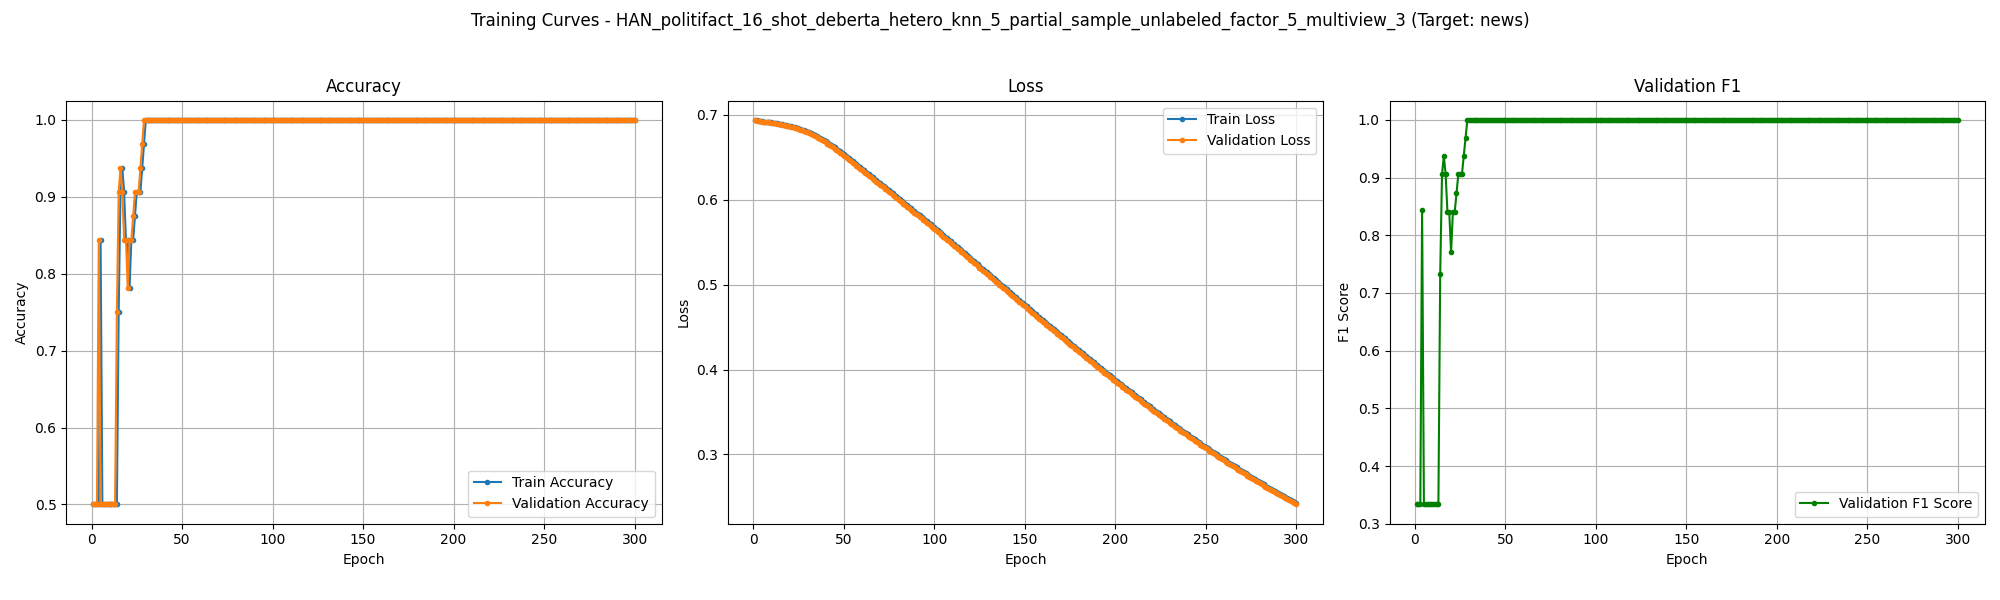 Training Curves - HAN_politifact_16_shot_deberta_hetero_knn_5_partial_sample_unlabeled_factor_5_multiview_3 (Target: news)
Accuracy
1.0
0.9
0.8
0.7
0.6
0.5
Accuracy
0 50 100 150 200 250 300
Epoch
Train Accuracy
Validation Accuracy
Loss
0.7
0.6
0.5
0.4
0.3
Loss
0 50 100 150 200 250 300
Epoch
Train Loss
Validation Loss
Validation F1
1.0
0.9
0.8
0.7
0.6
0.5
0.4
0.3
F1 Score
0 50 100 150 200 250 300
Epoch
Validation F1 Score